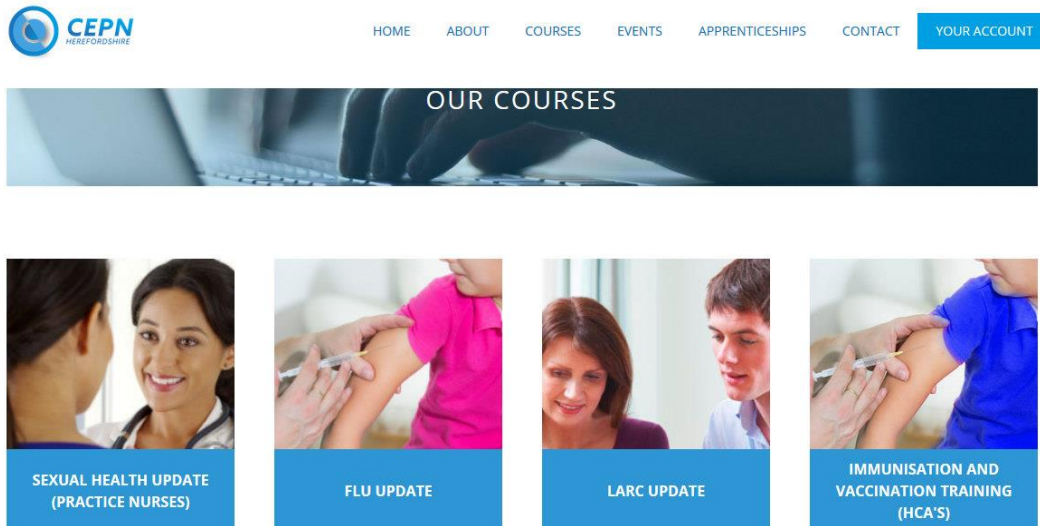 CEPN
HEREFORDSHIRE
HOME ABOUT COURSES EVENTS APPRENTICESHIPS CONTACT YOUR ACCOUNT
OUR COURSES
SEXUAL HEALTH UPDATE
(PRACTICE NURSES)
FLU UPDATE
LARC UPDATE
IMMUNISATION AND
VACCINATION TRAINING
(HCA'S)